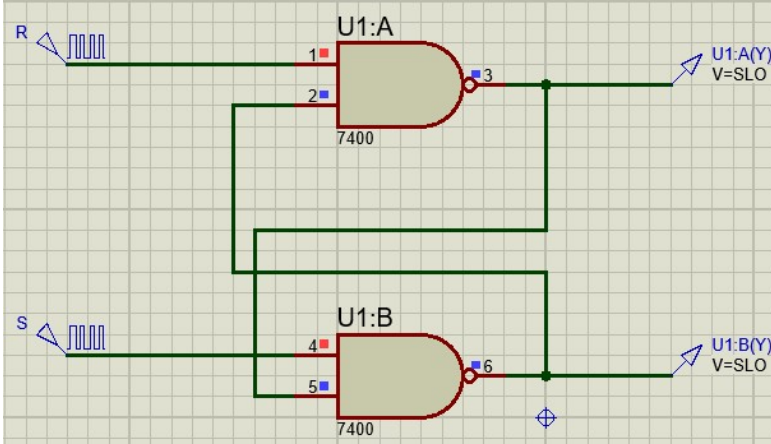 U1:A
R
1
2
3
U1:A(Y)
V=SLO
7400
U1:B
S
4
5
6
U1:B(Y)
V=SLO
7400